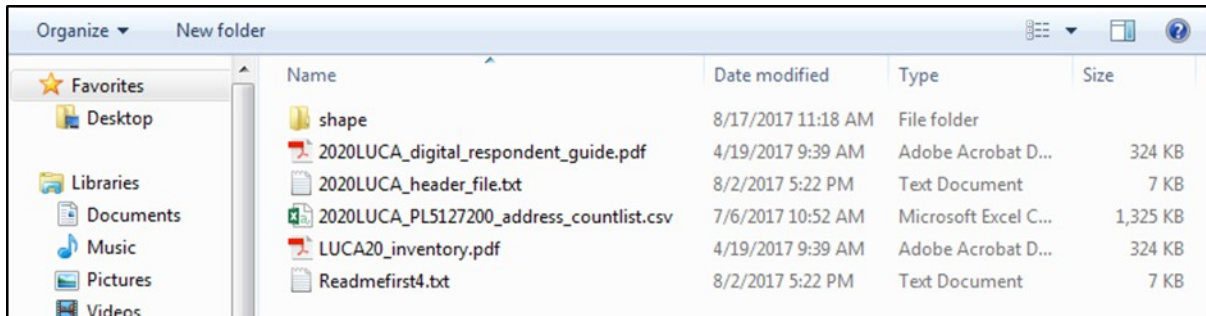 Organize New folder
Name Date modified Type Size
Favorites
Desktop
Libraries
Documents
Music
Pictures
Videos
shape 8/17/2017 11:18 AM File folder
2020LUCA_digital_respondent_guide.pdf 4/19/2017 9:39 AM Adobe Acrobat D... 324 KB
2020LUCA_header_file.txt 8/2/2017 5:22 PM Text Document 7 KB
2020LUCA_PL5127200_address_countlist.csv 7/6/2017 10:52 AM Microsoft Excel C... 1,325 KB
LUCA20_inventory.pdf 4/19/2017 9:39 AM Adobe Acrobat D... 324 KB
Readmefirst4.txt 8/2/2017 5:22 PM Text Document 7 KB